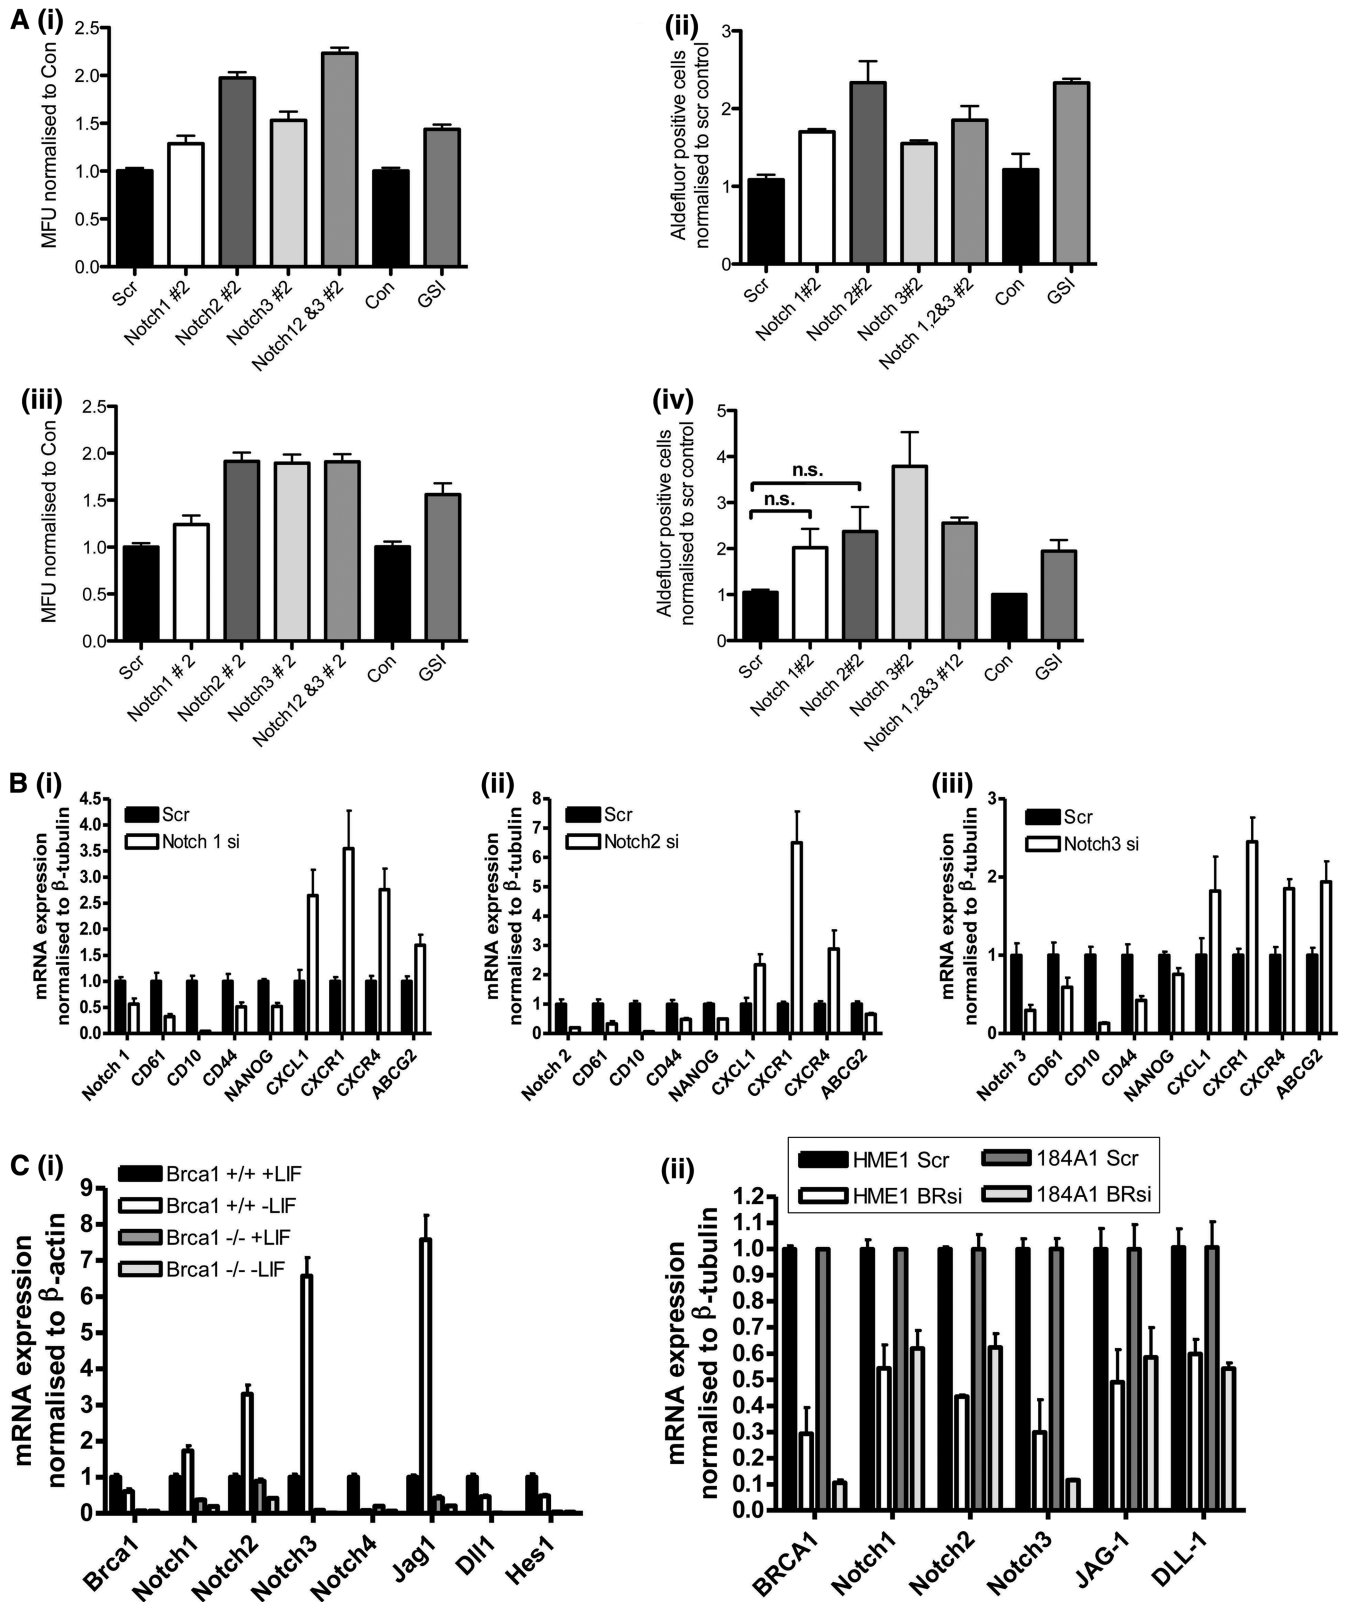 A (i)
MFU normalised to Con
2.5
2.0
1.5
1.0
0.5
0.0
Scr
Notch1 #2
Notch2 #2
Notch3 #2
Notch12 &3 #2
Con
GSI
(ii)
Aldefluor positive cells
normalised to scr control
3
2
1
0
Scr
Notch 1#2
Notch 2#2
Notch 3#2
Notch 1,2&3 #2
Con
GSI
(iii)
MFU normalised to Con
2.5
2.0
1.5
1.0
0.5
0.0
Scr
Notch1 # 2
Notch2 # 2
Notch3 # 2
Notch12 &3 # 2
Con
GSI
(iv)
Aldefluor positive cells
normalised to scr control
5
4
3
2
1
0
n.s.
n.s.
Scr
Notch 1#2
Notch 2#2
Notch 3#2
Notch 1,2&3 #12
Con
GSI
B (i)
mRNA expression
normalised to β-tubulin
4.5
4.0
3.5
3.0
2.5
2.0
1.5
1.0
0.5
0.0
Scr
Notch 1 si
Notch 1
CD61
CD10
CD44
NANOG
CXCL1
CXCR1
CXCR4
ABCG2
(ii)
mRNA expression
normalised to β-tubulin
8
7
6
5
4
3
2
1
0
Scr
Notch2 si
Notch 2
CD61
CD10
CD44
NANOG
CXCL1
CXCR1
CXCR4
ABCG2
(iii)
mRNA expression
normalised to β-tubulin
3
2
1
0
Scr
Notch3 si
Notch 3
CD61
CD10
CD44
NANOG
CXCL1
CXCR1
CXCR4
ABCG2
C (i)
mRNA expression
normalised to β-actin
9
8
7
6
5
4
3
2
1
0
Brca1 +/+ +LIF
Brca1 +/+ -LIF
Brca1 -/- +LIF
Brca1 -/- -LIF
Brca1
Notch1
Notch2
Notch3
Notch4
Jag1
Dll1
Hes1
(ii)
HME1 Scr
184A1 Scr
HME1 BRsi
184A1 BRsi
mRNA expression
normalised to β-tubulin
1.2
1.1
1.0
0.9
0.8
0.7
0.6
0.5
0.4
0.3
0.2
0.1
0.0
BRCA1
Notch1
Notch2
Notch3
JAG-1
DLL-1